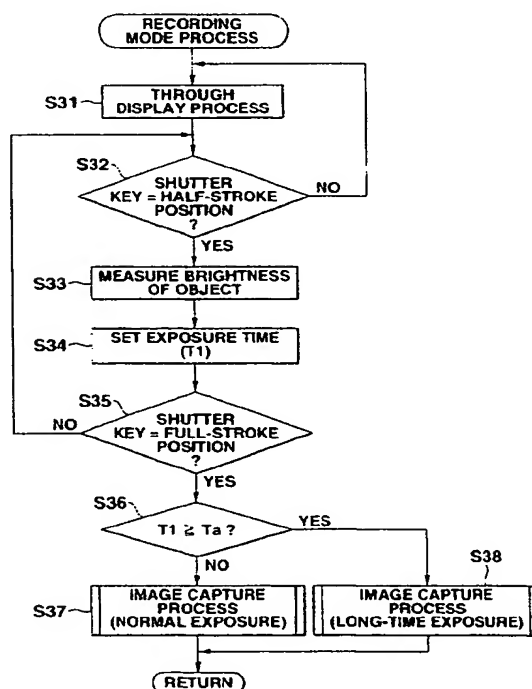 RECORDING
MODE PROCESS
S31
THROUGH
DISPLAY PROCESS
S32
SHUTTER
KEY = HALF-STROKE
POSITION
?
NO
YES
S33
MEASURE BRIGHTNESS
OF OBJECT
S34
SET EXPOSURE TIME
(T1)
S35
SHUTTER
KEY = FULL-STROKE
POSITION
?
NO
YES
S36
T1 ≧ Ta ?
YES
NO
S37
IMAGE CAPTURE
PROCESS
(NORMAL EXPOSURE)
S38
IMAGE CAPTURE
PROCESS
(LONG-TIME EXPOSURE)
RETURN